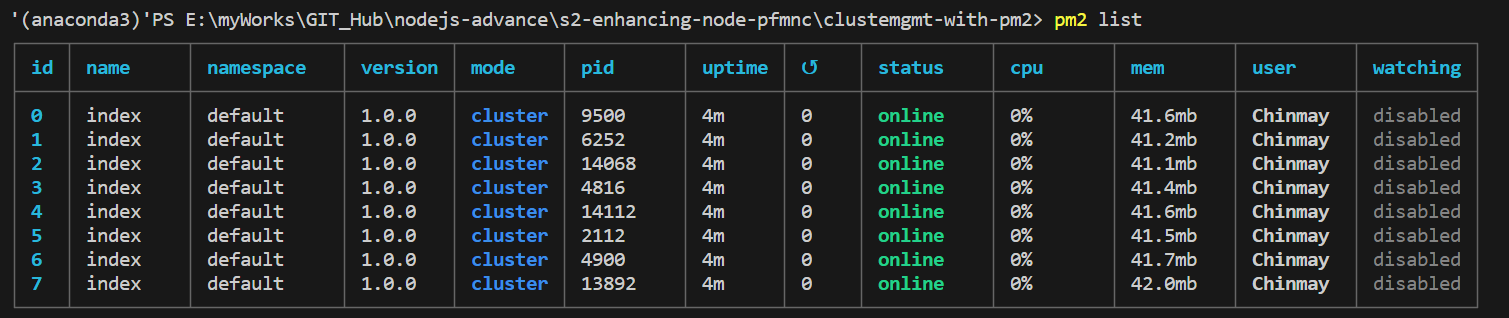 '(anaconda3)'PS E:\myWorks\GIT_Hub\nodejs-advance\s2-enhancing-node-pfmnc\clustemgmt-with-pm2> pm2 list
id name namespace version mode pid uptime ↺ status cpu mem user watching
0 index default 1.0.0 cluster 9500 4m 0 online 0% 41.6mb Chinmay disabled
1 index default 1.0.0 cluster 6252 4m 0 online 0% 41.2mb Chinmay disabled
2 index default 1.0.0 cluster 14068 4m 0 online 0% 41.1mb Chinmay disabled
3 index default 1.0.0 cluster 4816 4m 0 online 0% 41.4mb Chinmay disabled
4 index default 1.0.0 cluster 14112 4m 0 online 0% 41.6mb Chinmay disabled
5 index default 1.0.0 cluster 2112 4m 0 online 0% 41.5mb Chinmay disabled
6 index default 1.0.0 cluster 4900 4m 0 online 0% 41.7mb Chinmay disabled
7 index default 1.0.0 cluster 13892 4m 0 online 0% 42.0mb Chinmay disabled